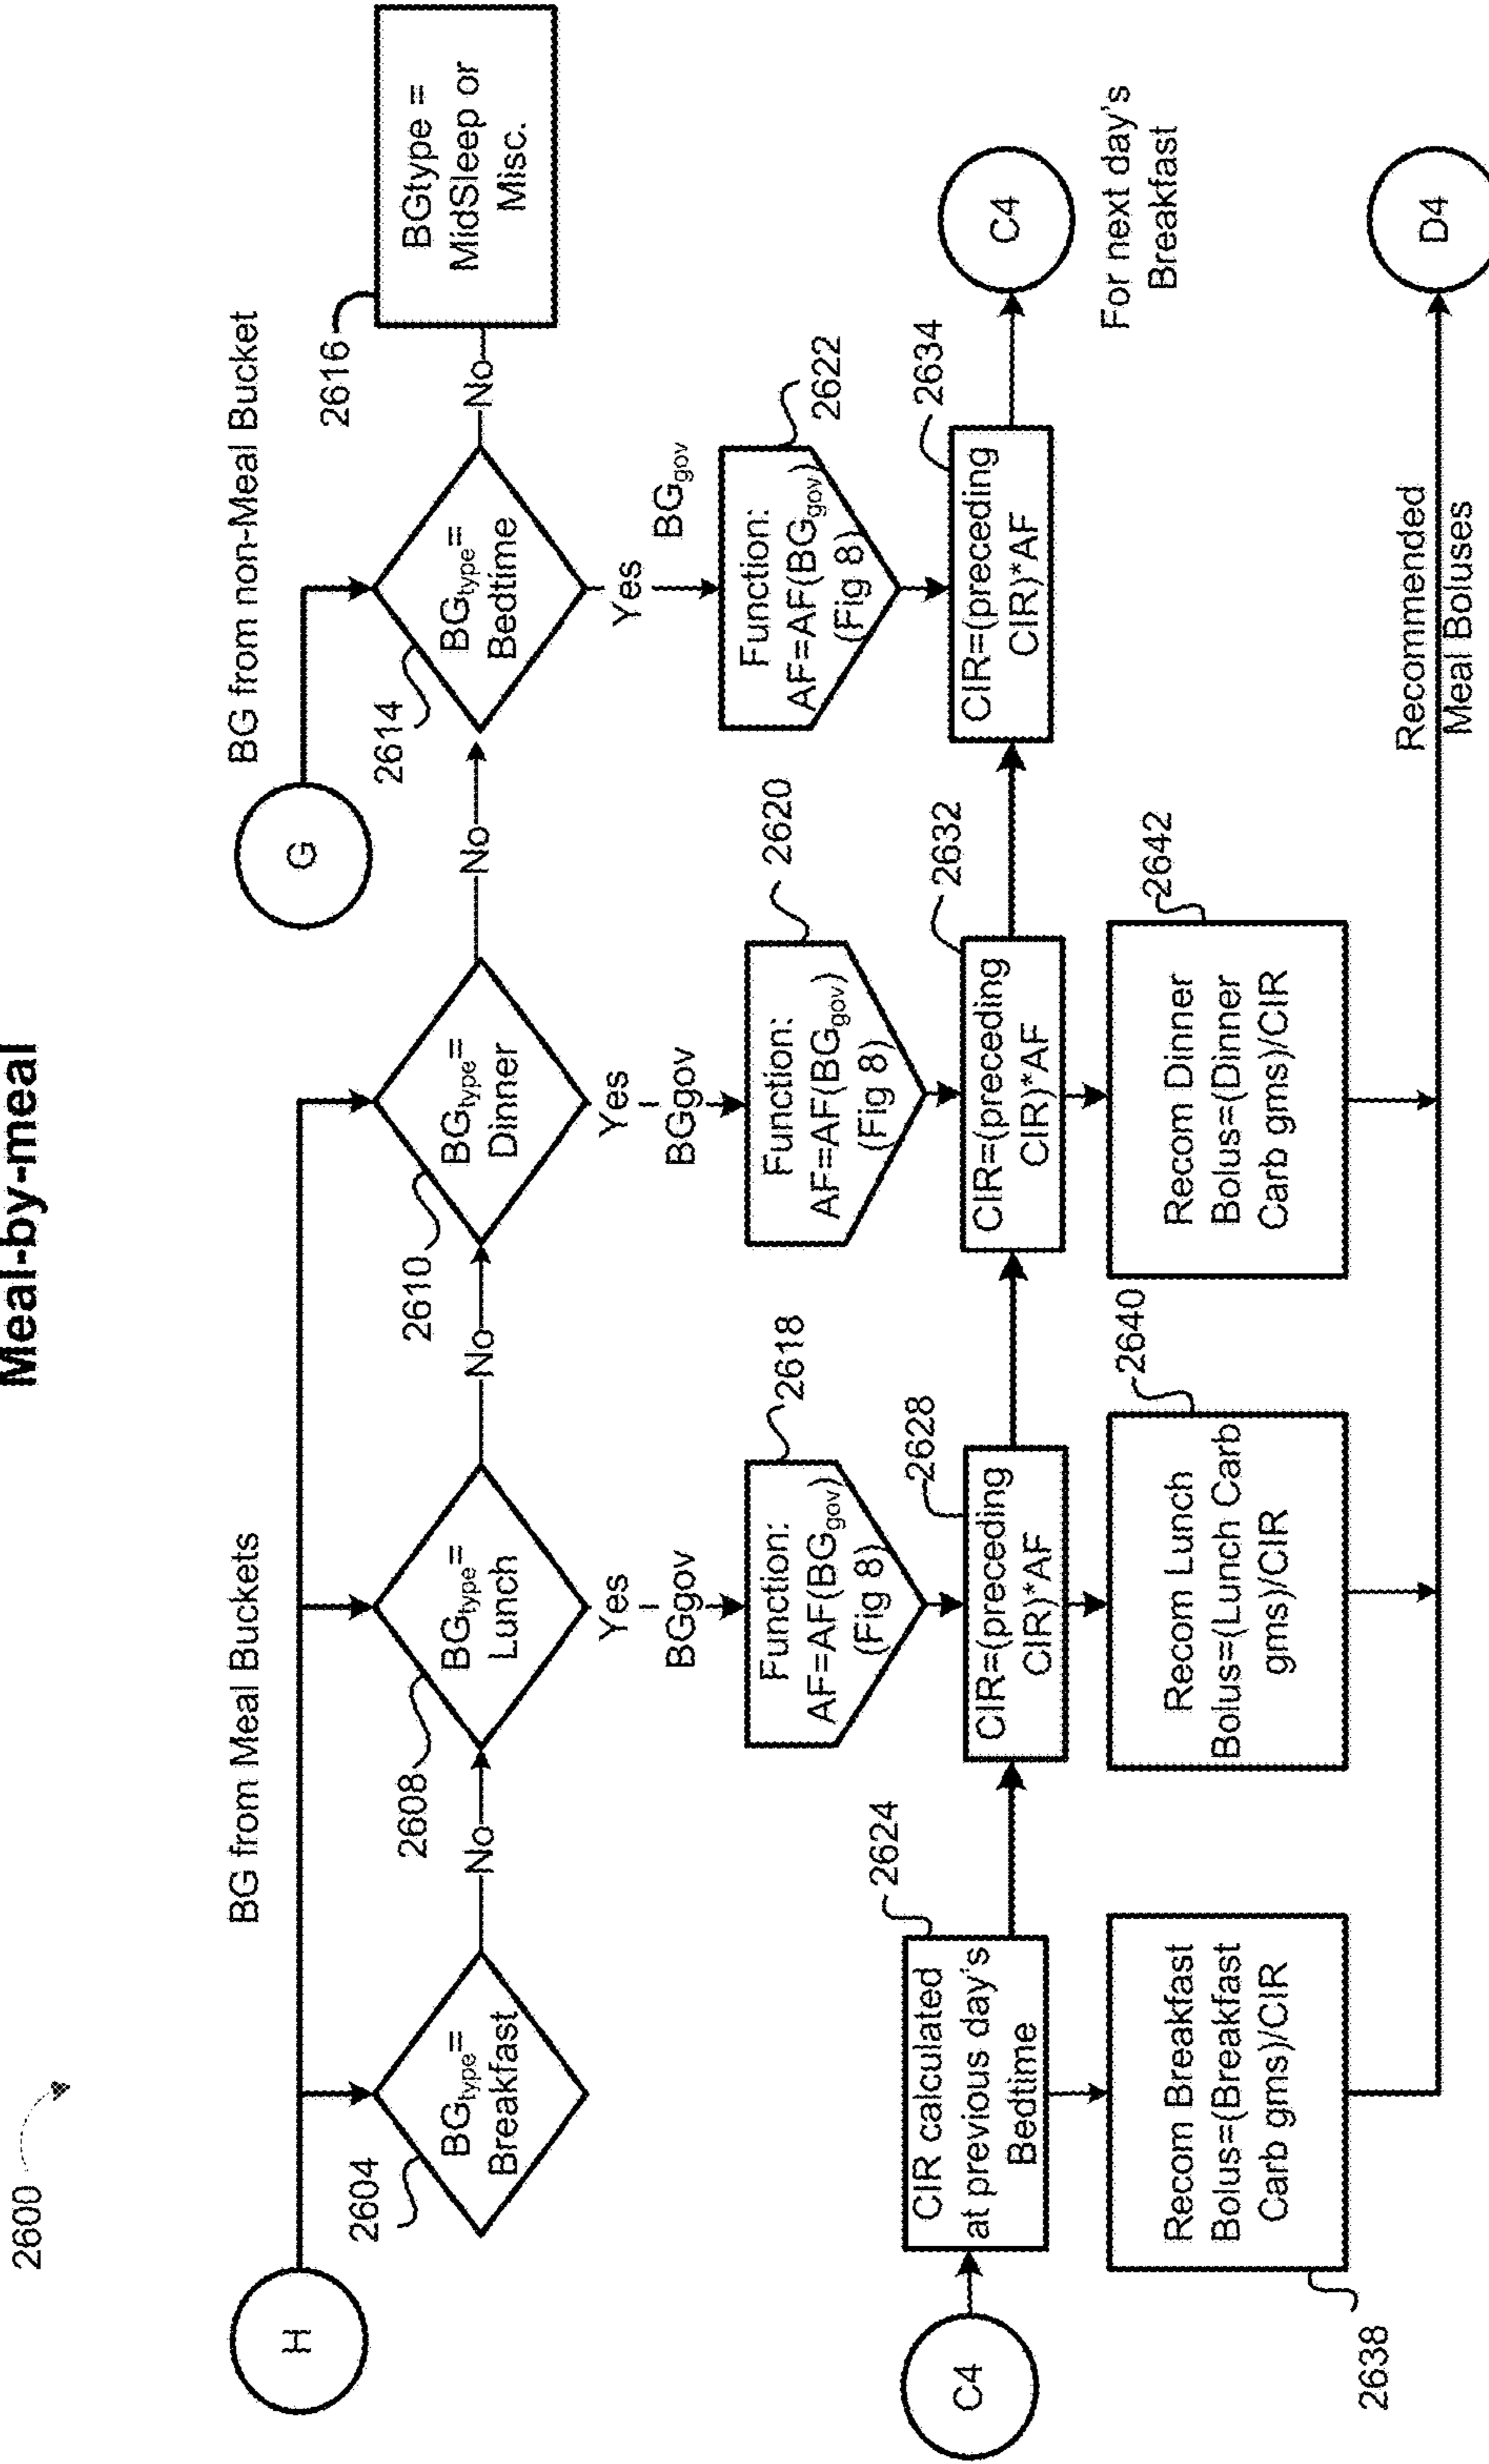 Meal-by-meal
2600
H
BG from Meal Buckets
G
BG from non-Meal Bucket
2604
BGtype=
Breakfast
No
2608
BGtype=
Lunch
No
2610
BGtype=
Dinner
No
2614
BGtype=
Bedtime
No
2616
BGtype =
MidSleep or
Misc.
Yes
BGgov
Yes
BGgov
Yes
BGgov
Function:
AF=AF(BGgov)
(Fig 8)
2618
Function:
AF=AF(BGgov)
(Fig 8)
2620
Function:
AF=AF(BGgov)
(Fig 8)
2622
C4
CIR calculated
at previous day's
Bedtime
2624
CIR=(preceding
CIR)*AF
2628
CIR=(preceding
CIR)*AF
2632
CIR=(preceding
CIR)*AF
2634
C4
For next day's
Breakfast
2638
Recom Breakfast
Bolus=(Breakfast
Carb gms)/CIR
Recom Lunch
Bolus=(Lunch Carb
gms)/CIR
2640
Recom Dinner
Bolus=(Dinner
Carb gms)/CIR
2642
Recommended
Meal Boluses
D4